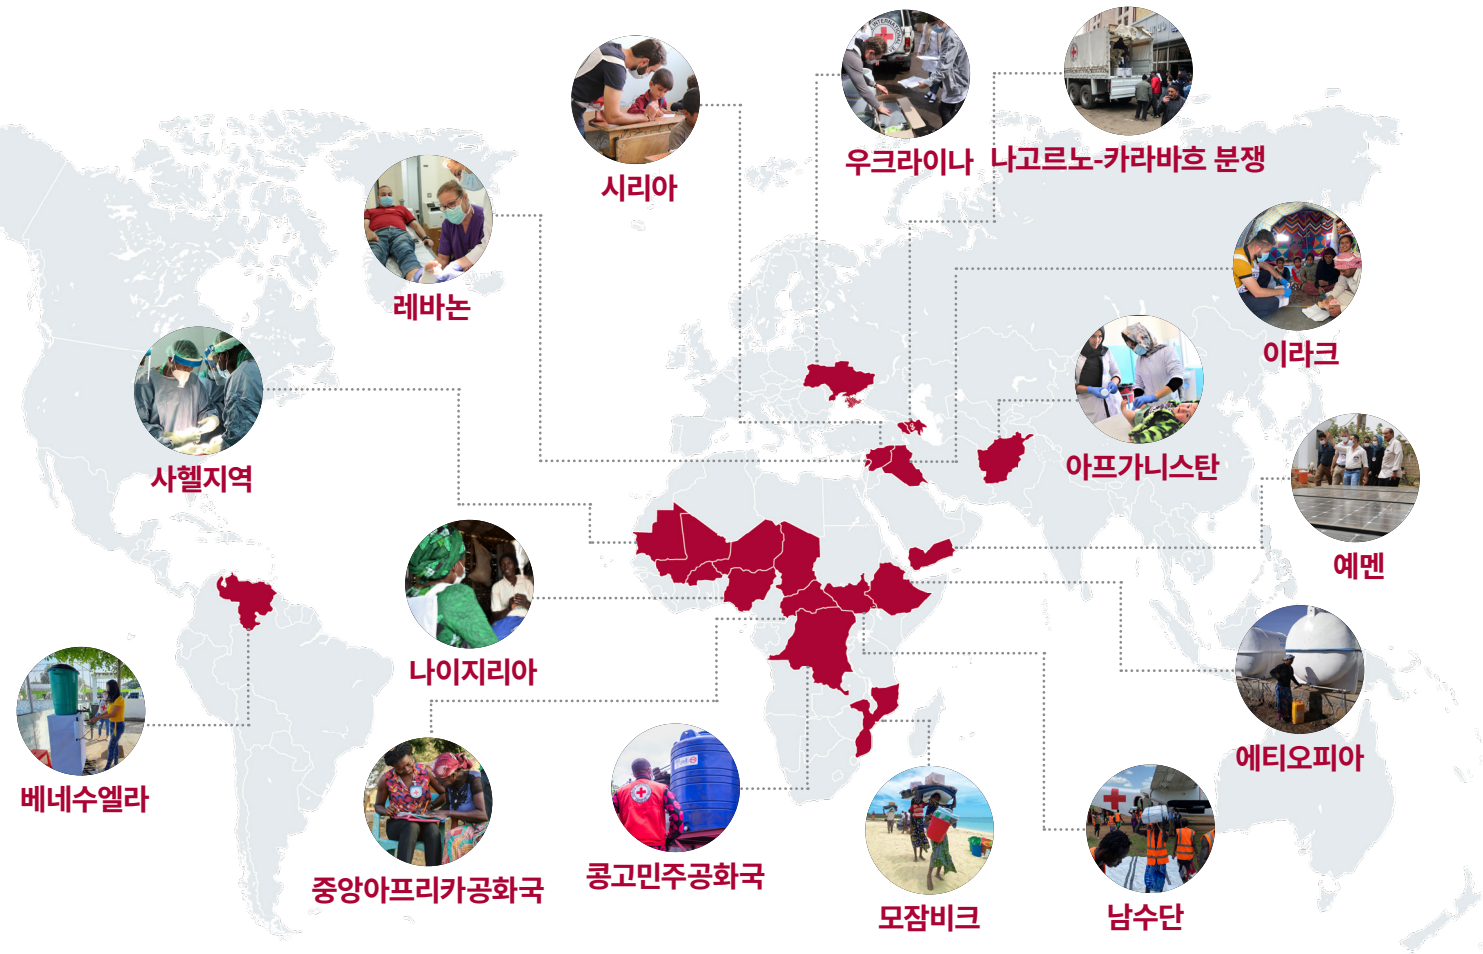 우크라이나
나고르노-카라바흐 분쟁
시리아
레바논
이라크
아프가니스탄
사헬지역
예멘
나이지리아
에티오피아
베네수엘라
중앙아프리카공화국
콩고민주공화국
모잠비크
남수단